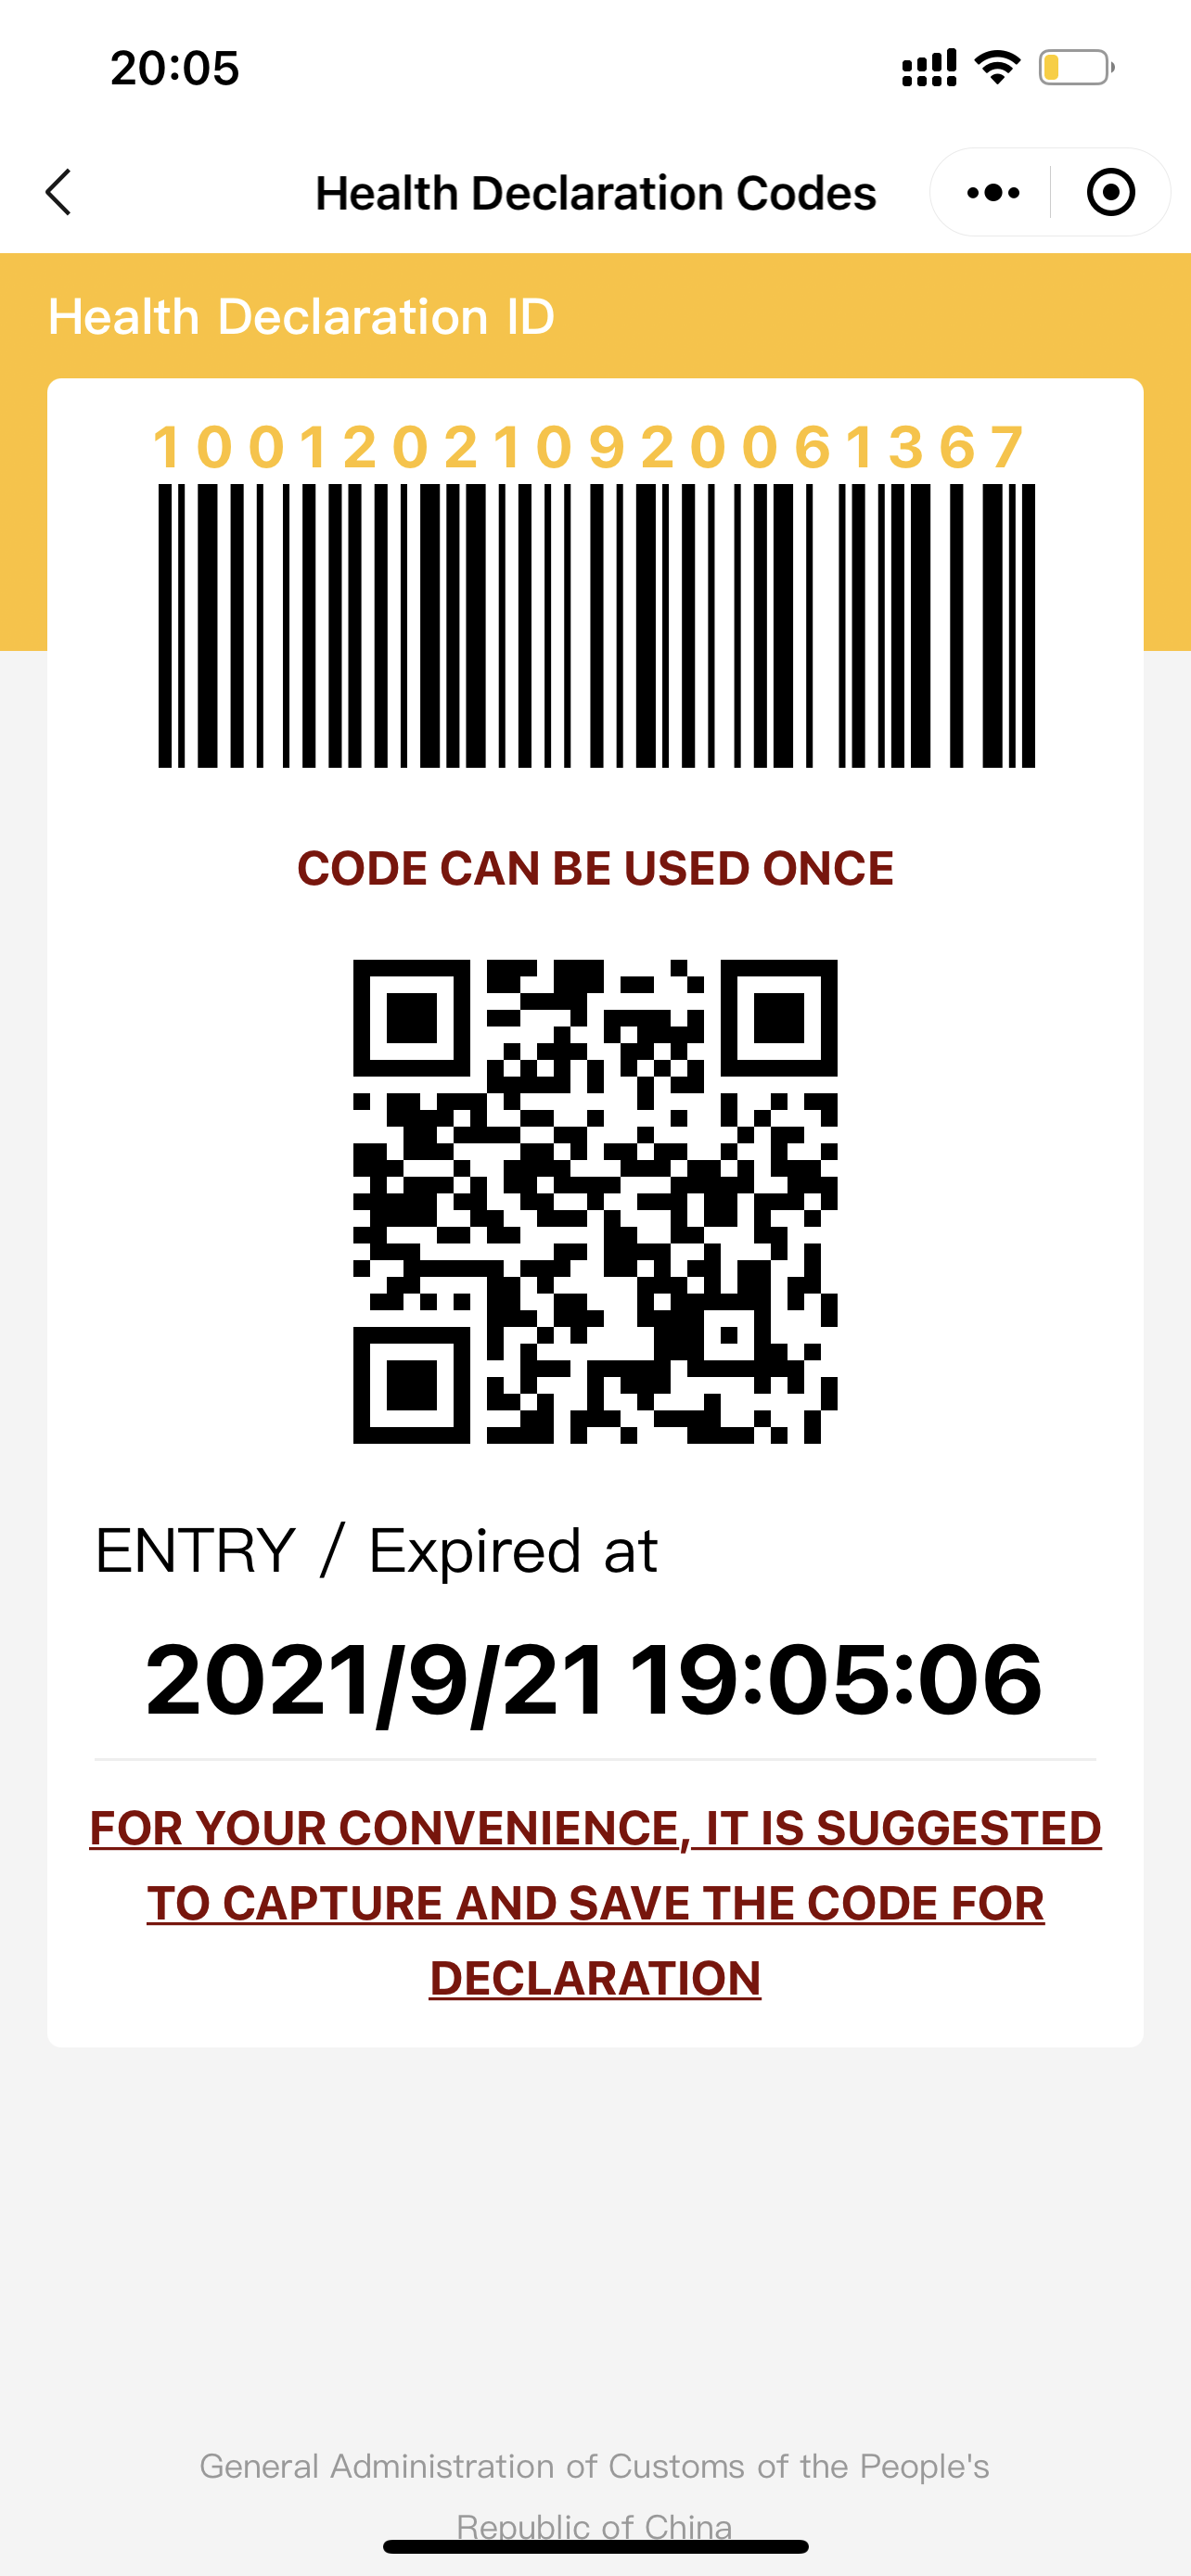 20:05
Health Declaration Codes
Health Declaration ID
100120210920061367
CODE CAN BE USED ONCE
ENTRY / Expired at
2021/9/21 19:05:06
FOR YOUR CONVENIENCE, IT IS SUGGESTED
TO CAPTURE AND SAVE THE CODE FOR
DECLARATION
General Administration of Customs of the People's
Republic of China